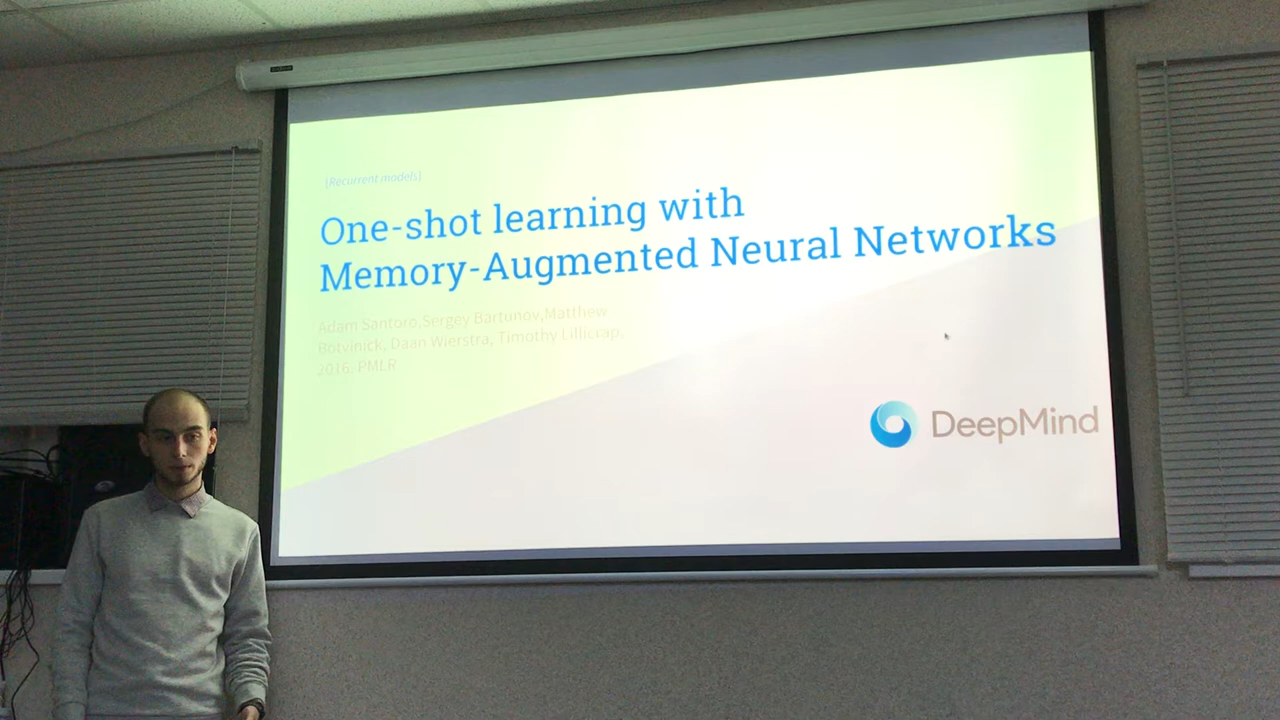 [Recurrent models]
One-shot learning with
Memory-Augmented Neural Networks
Adam Santoro,Sergey Bartunov,Matthew
Botvinick, Daan Wierstra, Timothy Lillicrap,
2016, PMLR
DeepMind